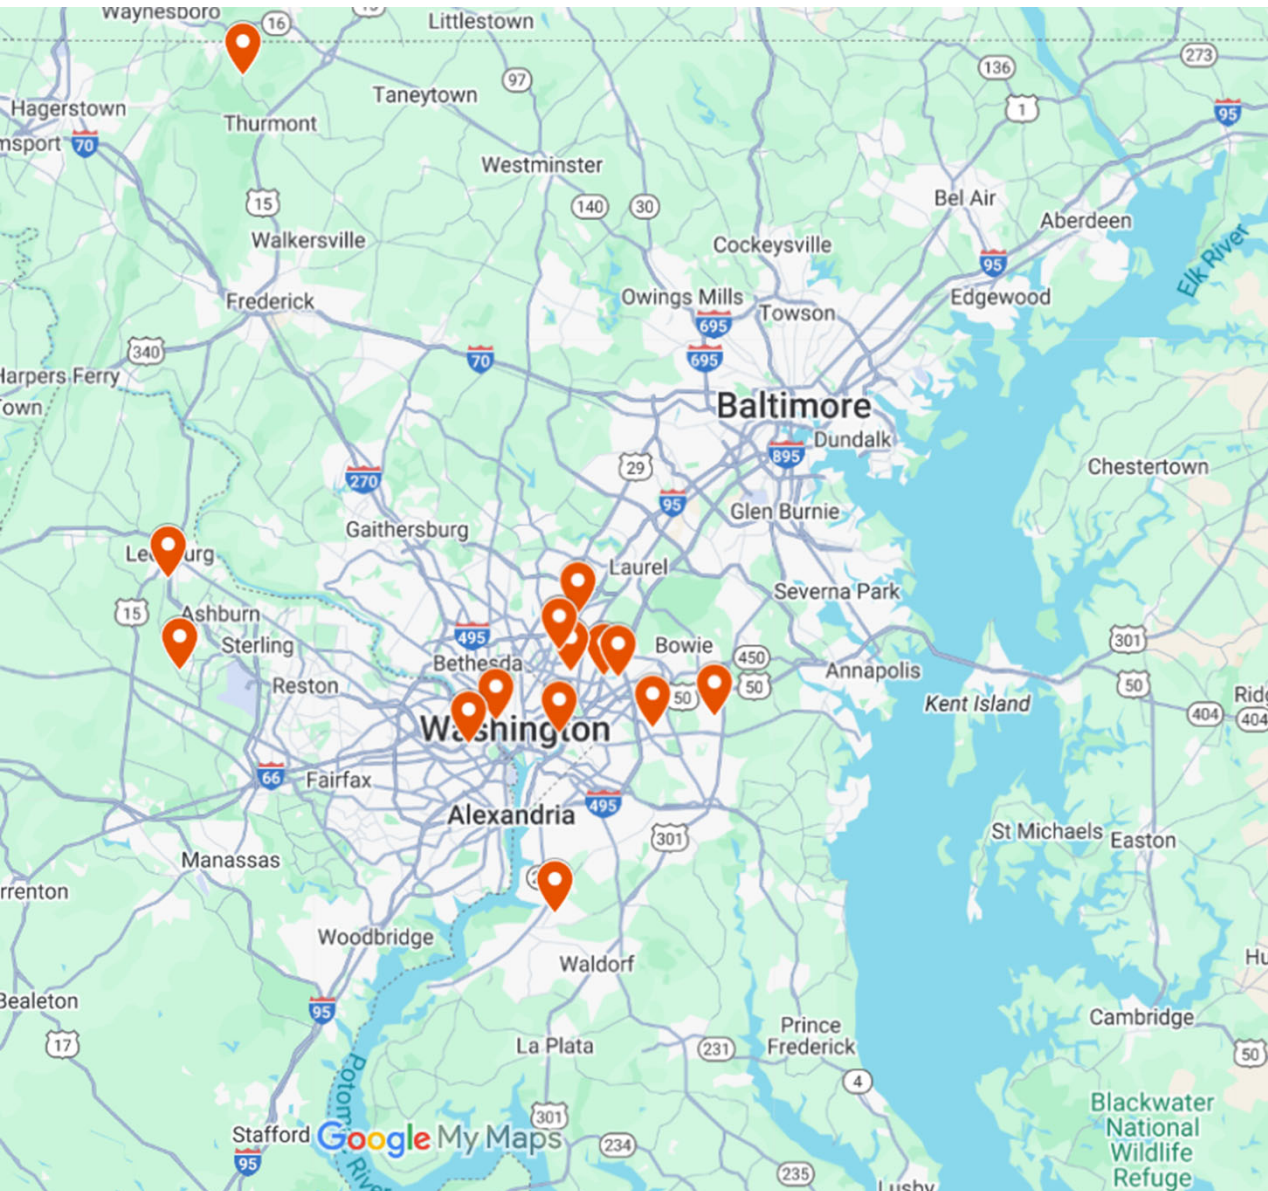 Waynesboro
16
Littlestown
273
136
97
Taneytown
1
95
Hagerstown
Thurmont
70
Westminster
15
140
30
Bel Air
Aberdeen
Walkersville
Cockeysville
Elk River
95
Frederick
Owings Mills
Edgewood
695
Towson
340
70
695
Harpers Ferry
Baltimore
Dundalk
895
29
Chestertown
270
95
Glen Burnie
Gaithersburg
Laurel
Severna Park
15
Ashburn
495
Sterling
Bowie
450
301
Bethesda
Annapolis
Reston
50
50
50
Kent Island
404
404
Washington
66
Fairfax
495
Alexandria
301
St Michaels
Easton
Manassas
Woodbridge
Waldorf
95
Bealeton
Cambridge
17
La Plata
231
Prince
Frederick
50
4
301
Stafford
Google My Maps
234
95
River
235
Lusby
Blackwater
National
Wildlife
Refuge